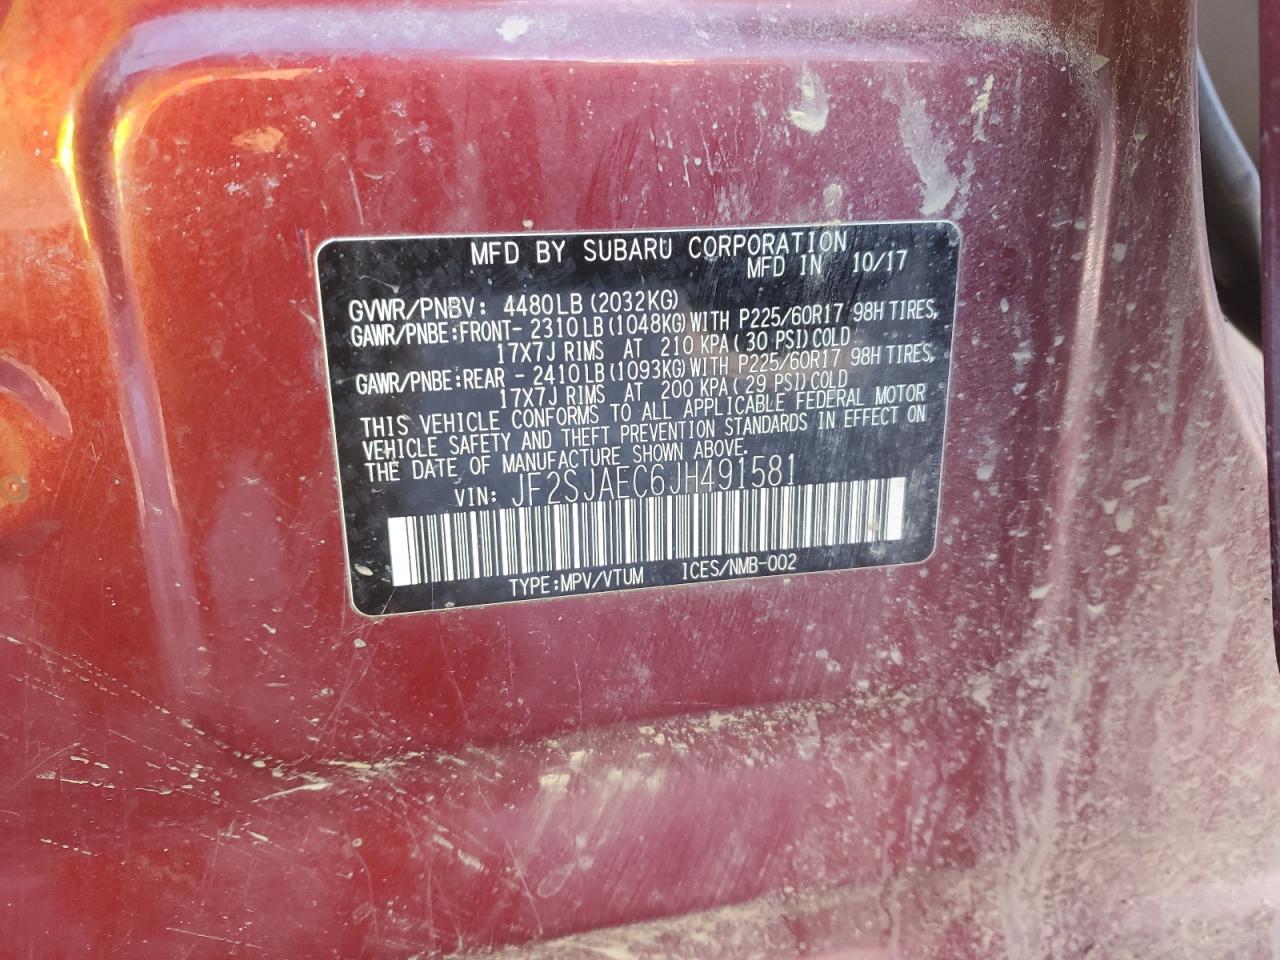 MFD BY SUBARU CORPORATION
MFD IN 10/17
GVWR/PNBV: 4480LB(2032KG)
GAWR/PNBE:FRONT- 2310LB(1048KG)WITH P225/60R17 98H TIRES,
17X7J RIMS AT 210 KPA(30 PSI)COLD
GAWR/PNBE:REAR - 2410LB(1093KG)WITH P225/60R17 98H TIRES,
17X7J RIMS AT 200 KPA(29 PSI)COLD
THIS VEHICLE CONFORMS TO ALL APPLICABLE FEDERAL MOTOR
VEHICLE SAFETY AND THEFT PREVENTION STANDARDS IN EFFECT ON
THE DATE OF MANUFACTURE SHOWN ABOVE.
VIN: JF2SJAEC6JH491581
TYPE:MPV/VTUM ICES/NMB-002